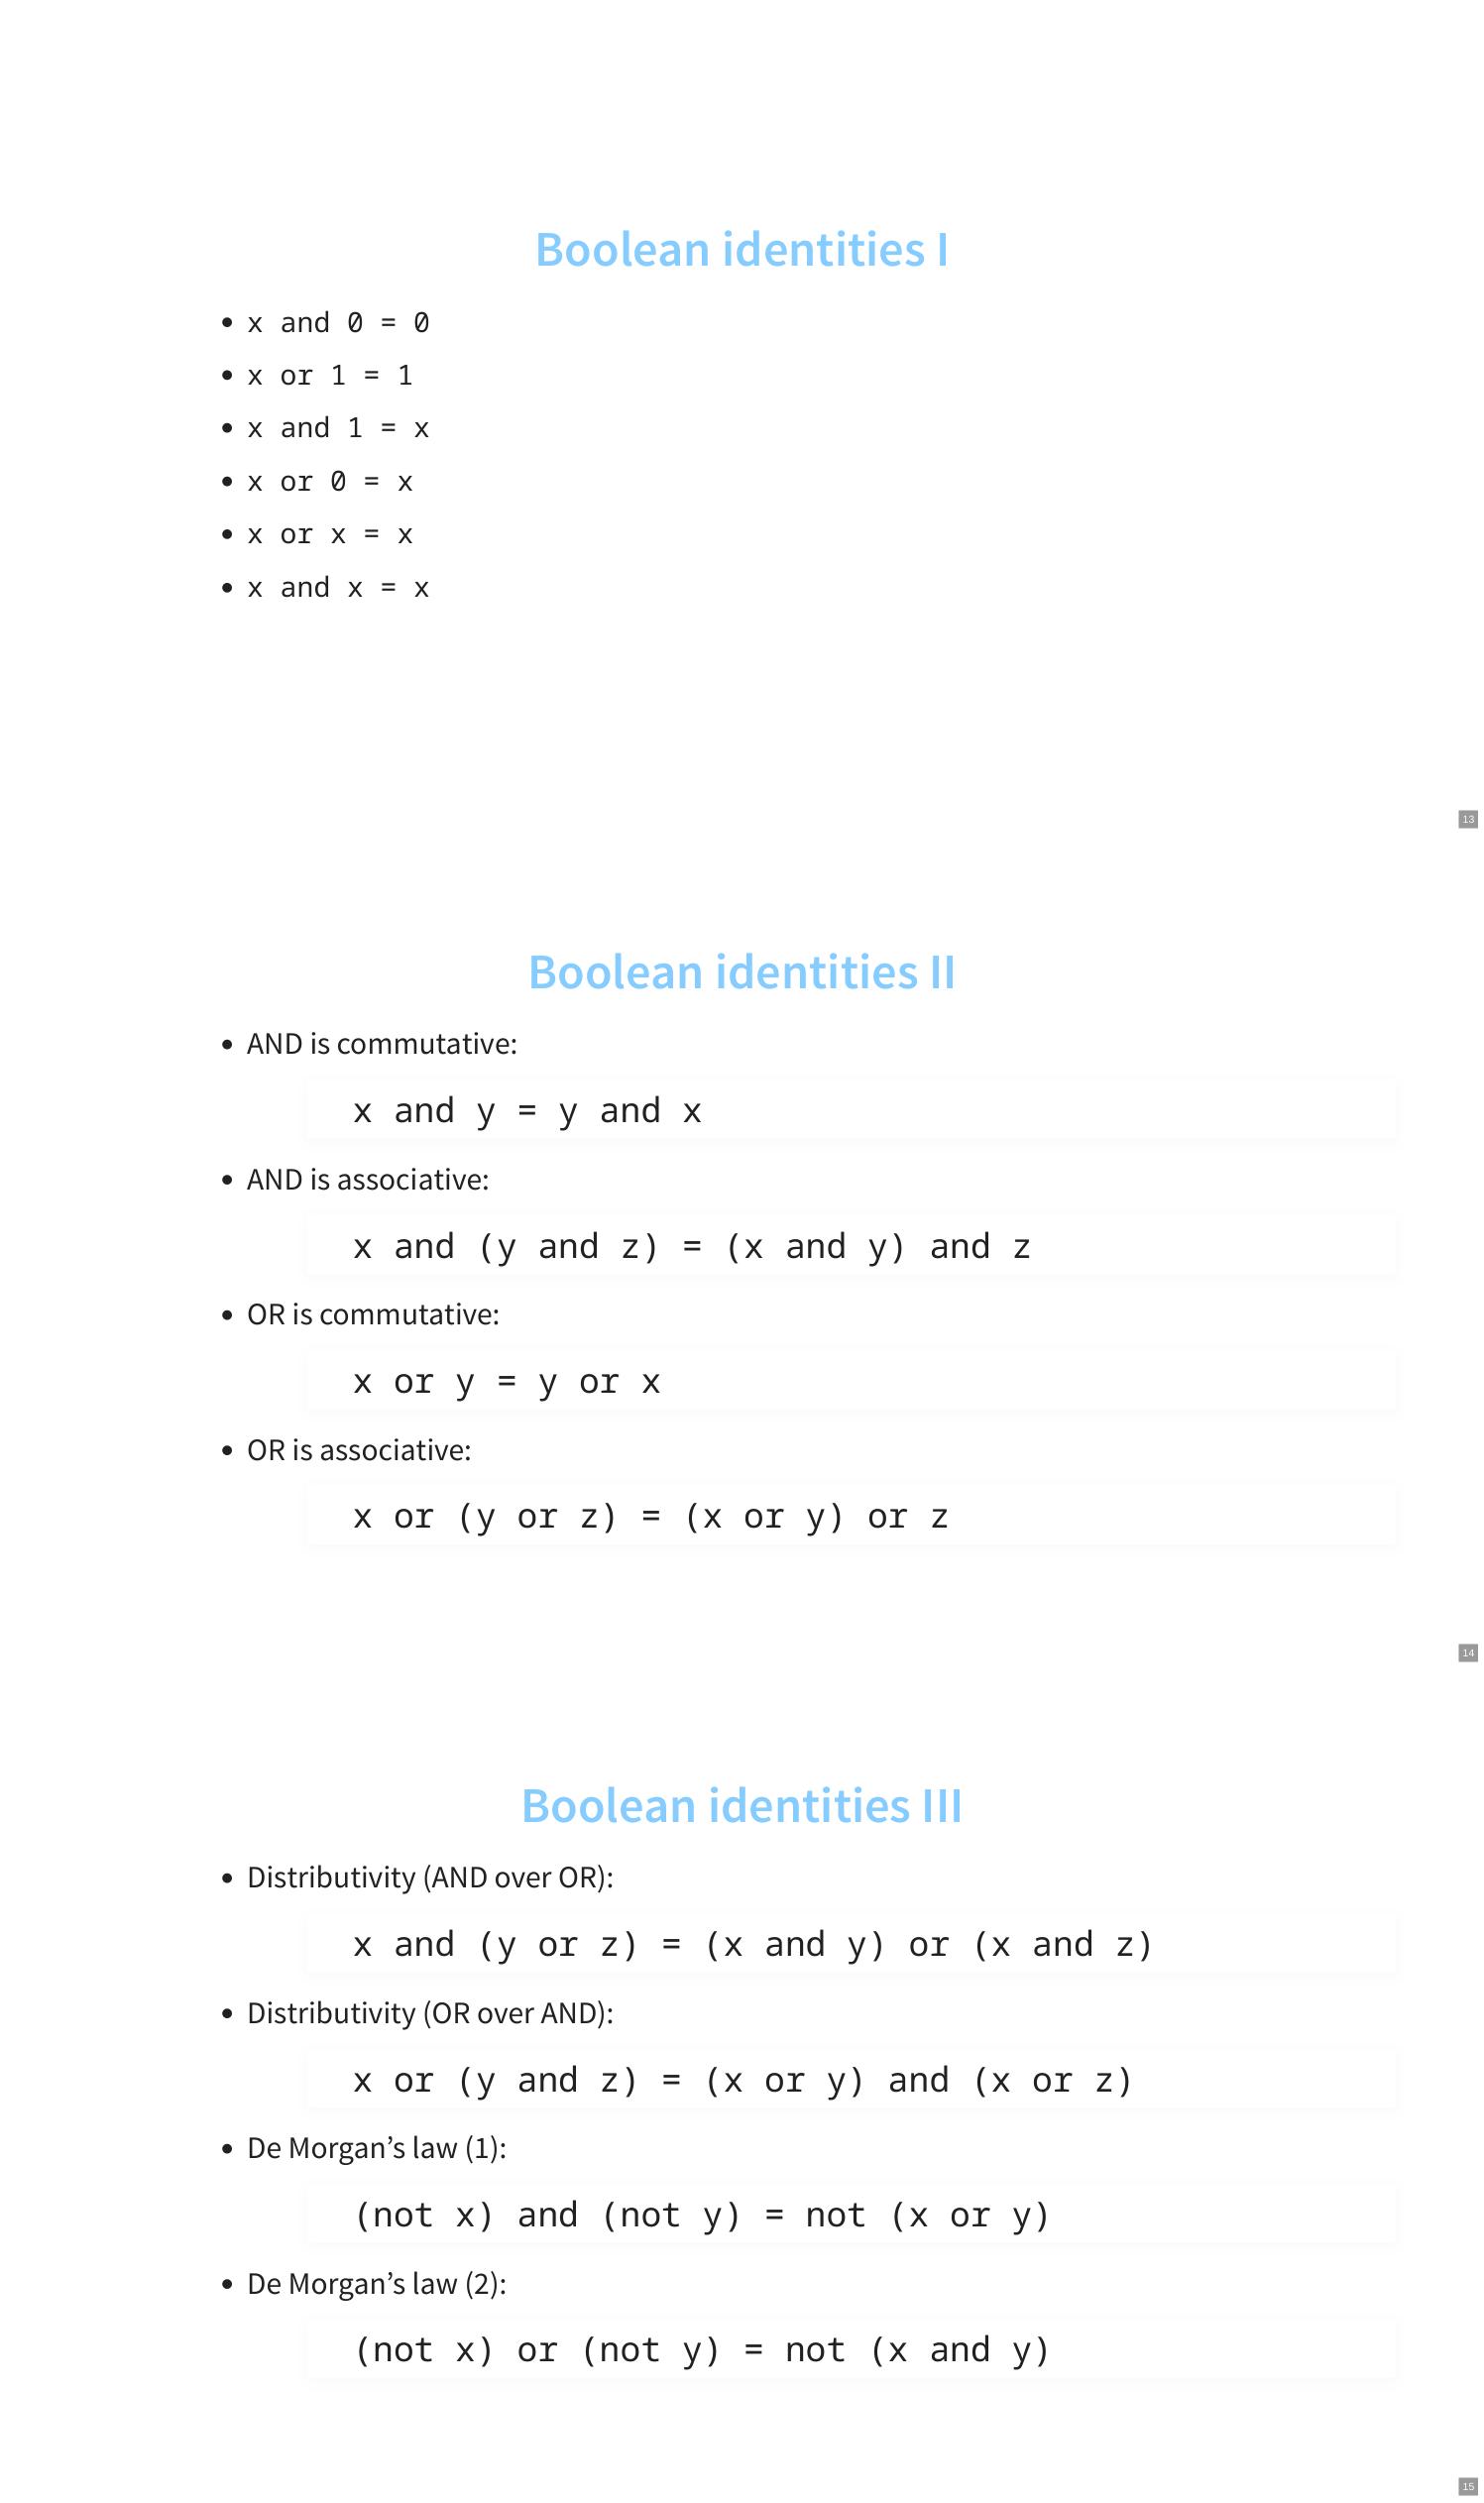 Boolean identities I
• x and 0 = 0
• x or 1 = 1
• x and 1 = x
• x or 0 = x
• x or x = x
• x and x = x
13
Boolean identities II
• AND is commutative:
x and y = y and x
• AND is associative:
x and (y and z) = (x and y) and z
• OR is commutative:
x or y = y or x
• OR is associative:
x or (y or z) = (x or y) or z
14
Boolean identities III
• Distributivity (AND over OR):
x and (y or z) = (x and y) or (x and z)
• Distributivity (OR over AND):
x or (y and z) = (x or y) and (x or z)
• De Morgan’s law (1):
(not x) and (not y) = not (x or y)
• De Morgan’s law (2):
(not x) or (not y) = not (x and y)
15